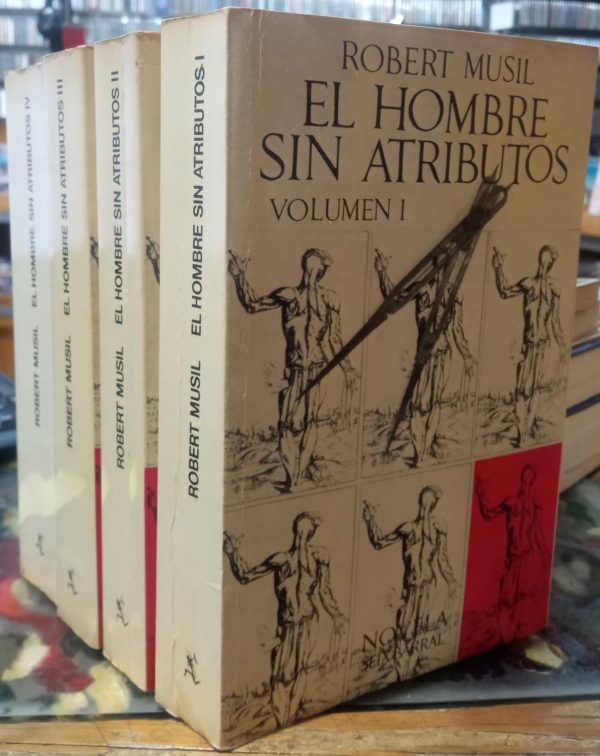 ROBERT MUSIL EL HOMBRE SIN ATRIBUTOS IV
ROBERT MUSIL EL HOMBRE SIN ATRIBUTOS III
ROBERT MUSIL EL HOMBRE SIN ATRIBUTOS II
ROBERT MUSIL EL HOMBRE SIN ATRIBUTOS·I
ROBERT MUSIL
EL HOMBRE
SIN ATRIBUTOS
VOLUMEN I
NOVELA
SEIX BARRAL